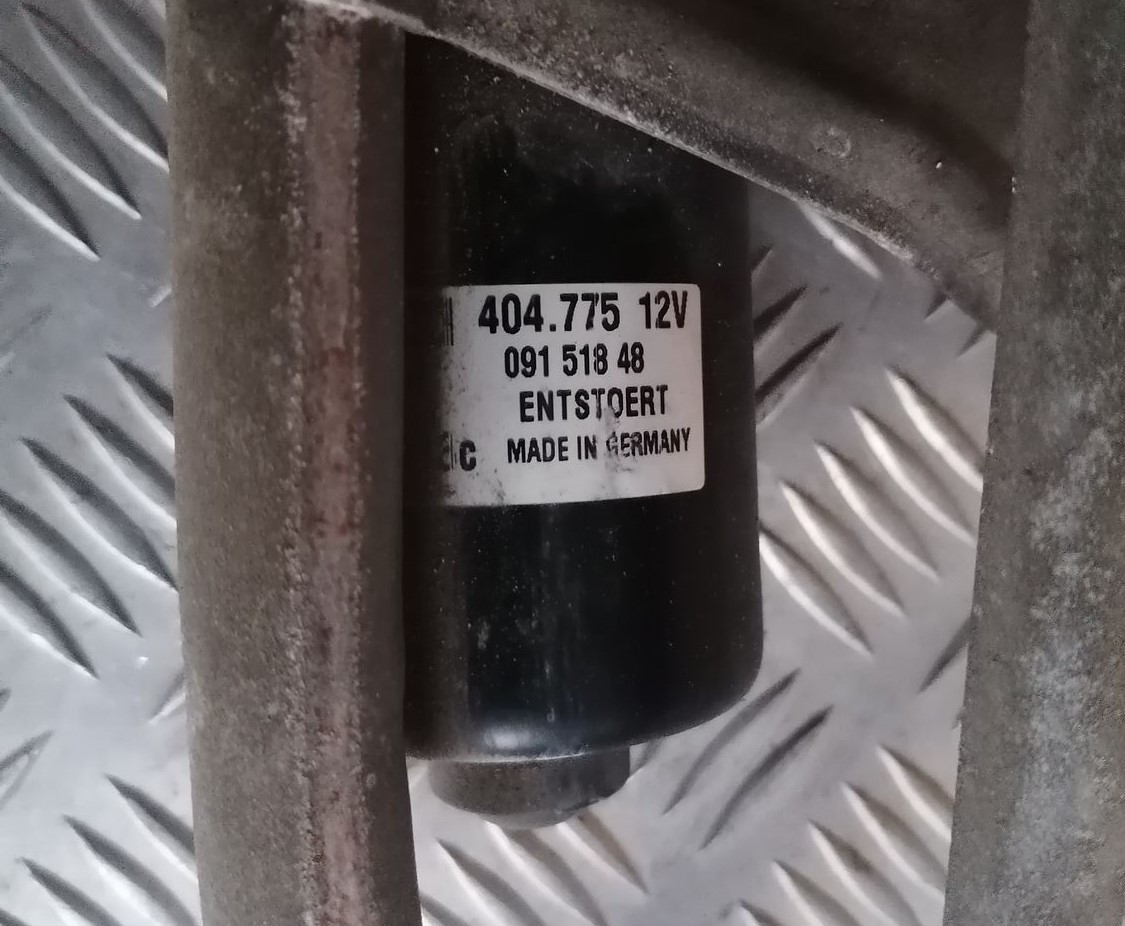 404.775 12V
091 518 48
ENTSTOERT
MADE IN GERMANY